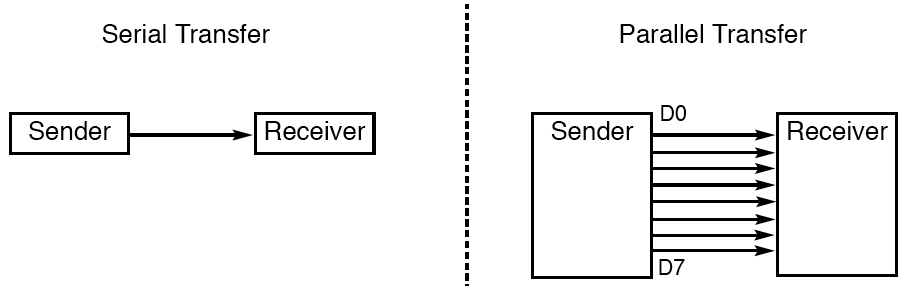 Serial Transfer
Sender
Receiver
Parallel Transfer
D0
Sender
Receiver
D7